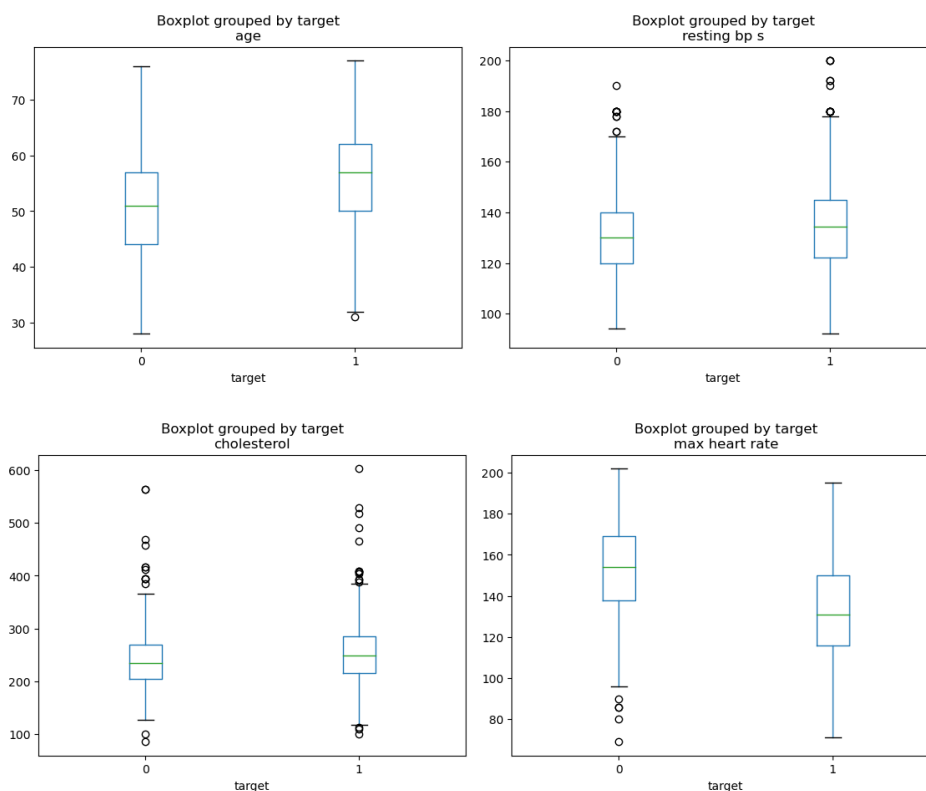 Boxplot grouped by target
age
70
60
50
40
30
0 1
target
Boxplot grouped by target
resting bp s
200
180
160
140
120
100
0 1
target
Boxplot grouped by target
cholesterol
600
500
400
300
200
100
0 1
target
Boxplot grouped by target
max heart rate
200
180
160
140
120
100
80
0 1
target